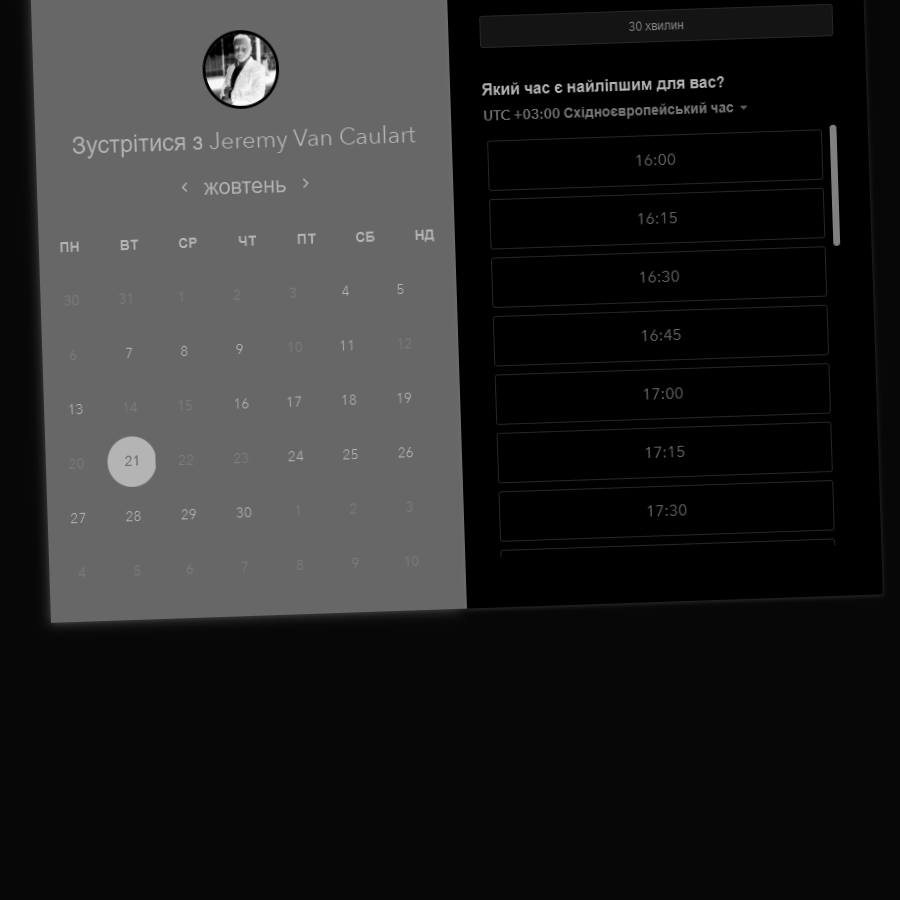 Зустрітися з Jeremy Van Caulart
‹ жовтень ›
ПН ВТ СР ЧТ ПТ СБ НД
30 31 1 2 3 4 5
6 7 8 9 10 11 12
13 14 15 16 17 18 19
20 21 22 23 24 25 26
27 28 29 30 1 2 3
4 5 6 7 8 9 10
30 хвилин
Який час є найліпшим для вас?
UTC +03:00 Східноєвропейський час
16:00
16:15
16:30
16:45
17:00
17:15
17:30